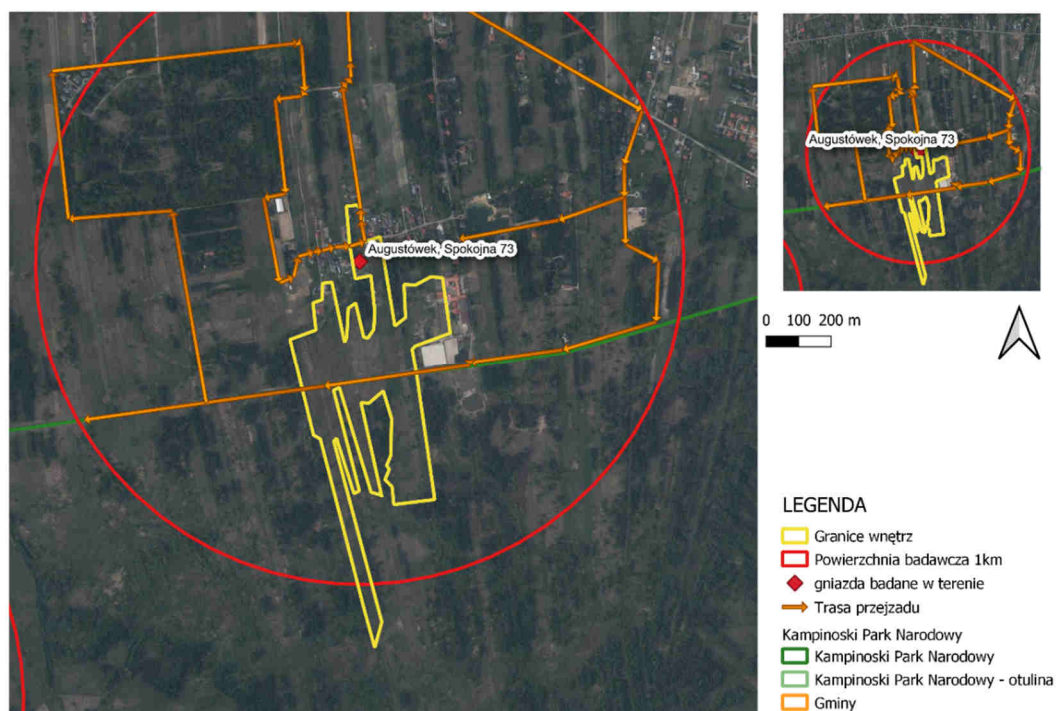 Augustówek, Spokojna 73
Augustówek, Spokojna 73
0 100 200 m
LEGENDA
Granice wnętrz
Powierzchnia badawcza 1km
gniazda badane w terenie
Trasa przejzadu
Kampinoski Park Narodowy
Kampinoski Park Narodowy
Kampinoski Park Narodowy - otulina
Gminy